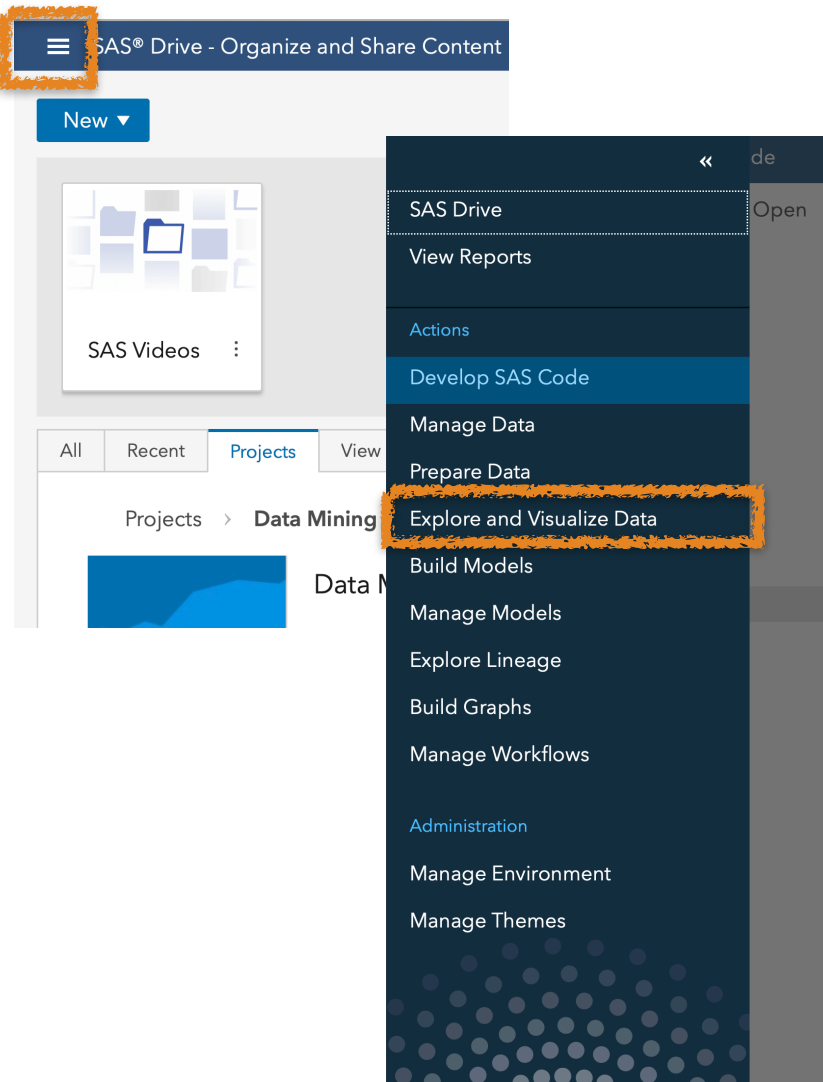 SAS® Drive - Organize and Share Content
New
SAS Videos
All
Recent
Projects
View
Projects > Data Mining
Data
de
Open
«
SAS Drive
View Reports
Actions
Develop SAS Code
Manage Data
Prepare Data
Explore and Visualize Data
Build Models
Manage Models
Explore Lineage
Build Graphs
Manage Workflows
Administration
Manage Environment
Manage Themes